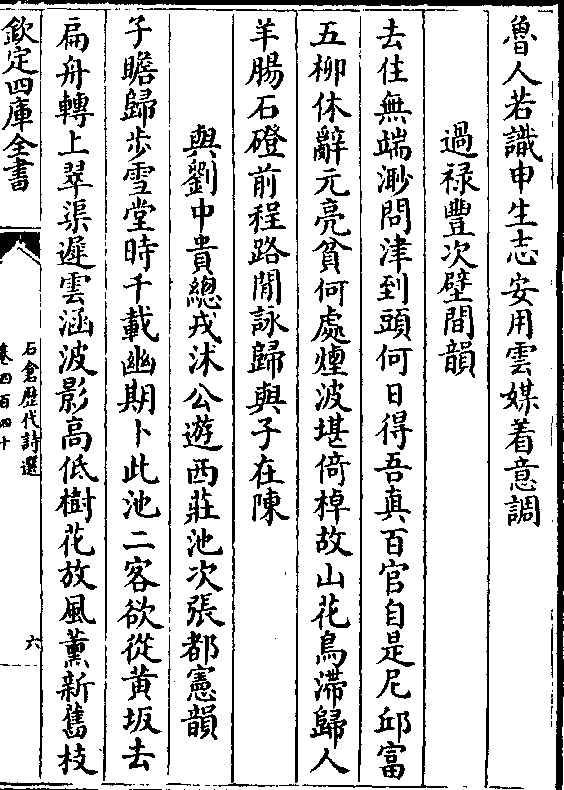 魯人若識申生志安用雲媒着意調
過禄豐次壁間韻
去住無端渺問津到頭何日得吾真百官自是尼邱富
五柳休辭元亮貧何處煙波堪倚棹故山花鳥滯歸人
羊腸石磴前程路閒詠歸與子在陳
與劉中貴總戎沐公遊西莊池次張都憲韻
子瞻歸步雪堂時千載幽期卜此池二客欲從黄坂去
扁舟轉上翠渠遲雲涵波影高低樹花放風薫新舊枝
欽定四庫全書
石倉歷代詩選
卷四百四十
六